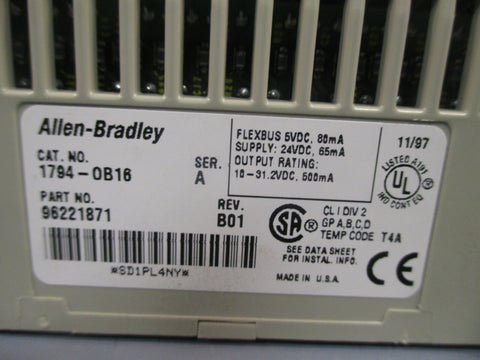 Allen-Bradley
CAT. NO.
1794-OB16
SER.
A
PART NO.
96221871
REV.
B01
*SD1PL4NY*
FLEXBUS 5VDC, 80mA
SUPPLY: 24VDC, 65mA
OUTPUT RATING:
10-31.2VDC, 500mA
11/97
LISTED A191
UL
IND CONT EQ
SA
CL I DIV 2
GP A,B,C,D
TEMP CODE T4A
SEE DATA SHEET
FOR INSTAL. INFO.
MADE IN U.S.A.
CE